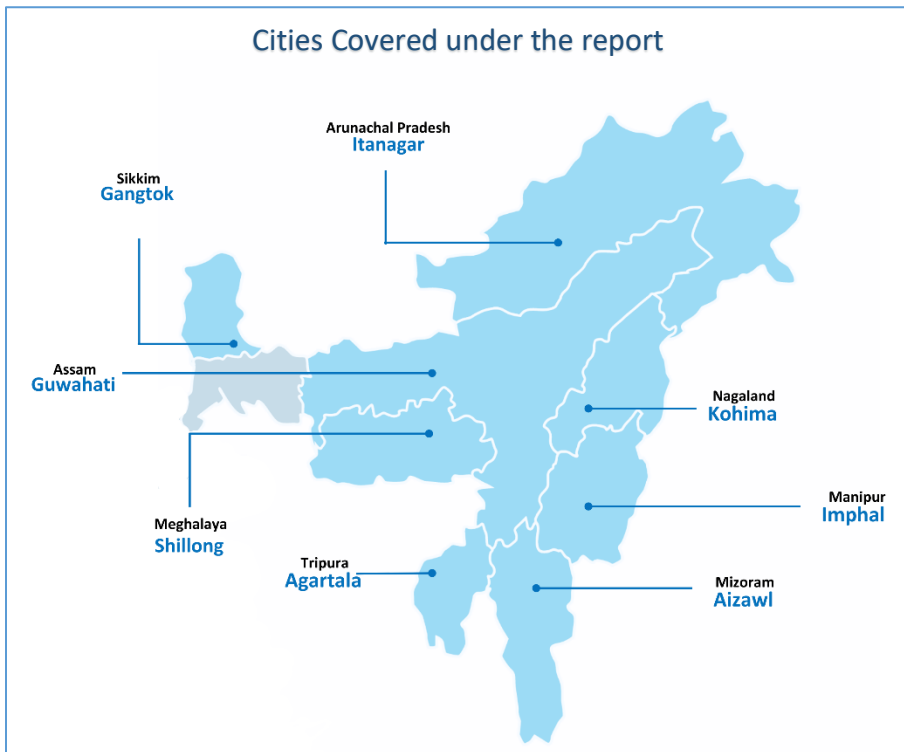 Cities Covered under the report
Arunachal Pradesh
Itanagar
Sikkim
Gangtok
Assam
Guwahati
Nagaland
Kohima
Meghalaya
Shillong
Manipur
Imphal
Tripura
Agartala
Mizoram
Aizawl